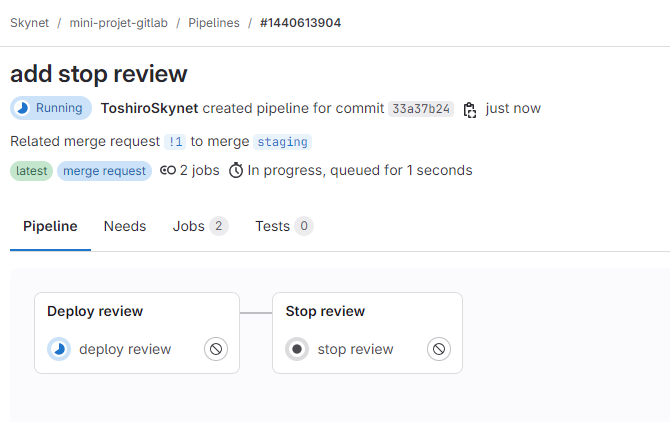 Skynet / mini-projet-gitlab / Pipelines / #1440613904
add stop review
Running ToshiroSkynet created pipeline for commit 33a37b24 just now
Related merge request !1 to merge staging
latest merge request 2 jobs In progress, queued for 1 seconds
Pipeline Needs Jobs 2 Tests 0
Deploy review Stop review
deploy review stop review